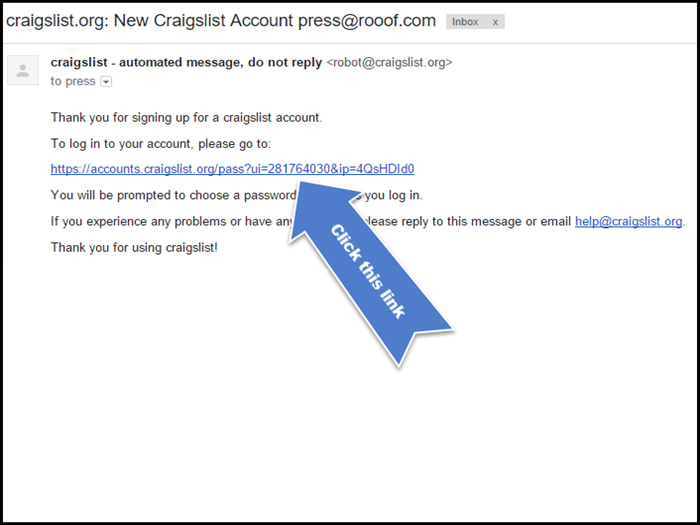 craigslist.org: New Craigslist Account press@rooof.com Inbox x
craigslist - automated message, do not reply <robot@craigslist.org>
to press
Thank you for signing up for a craigslist account.
To log in to your account, please go to:
https://accounts.craigslist.org/pass?ui=281764030&ip=4QsHDId0
You will be prompted to choose a password you log in.
If you experience any problems or have any please reply to this message or email help@craigslist.org.
Thank you for using craigslist!
Click this link